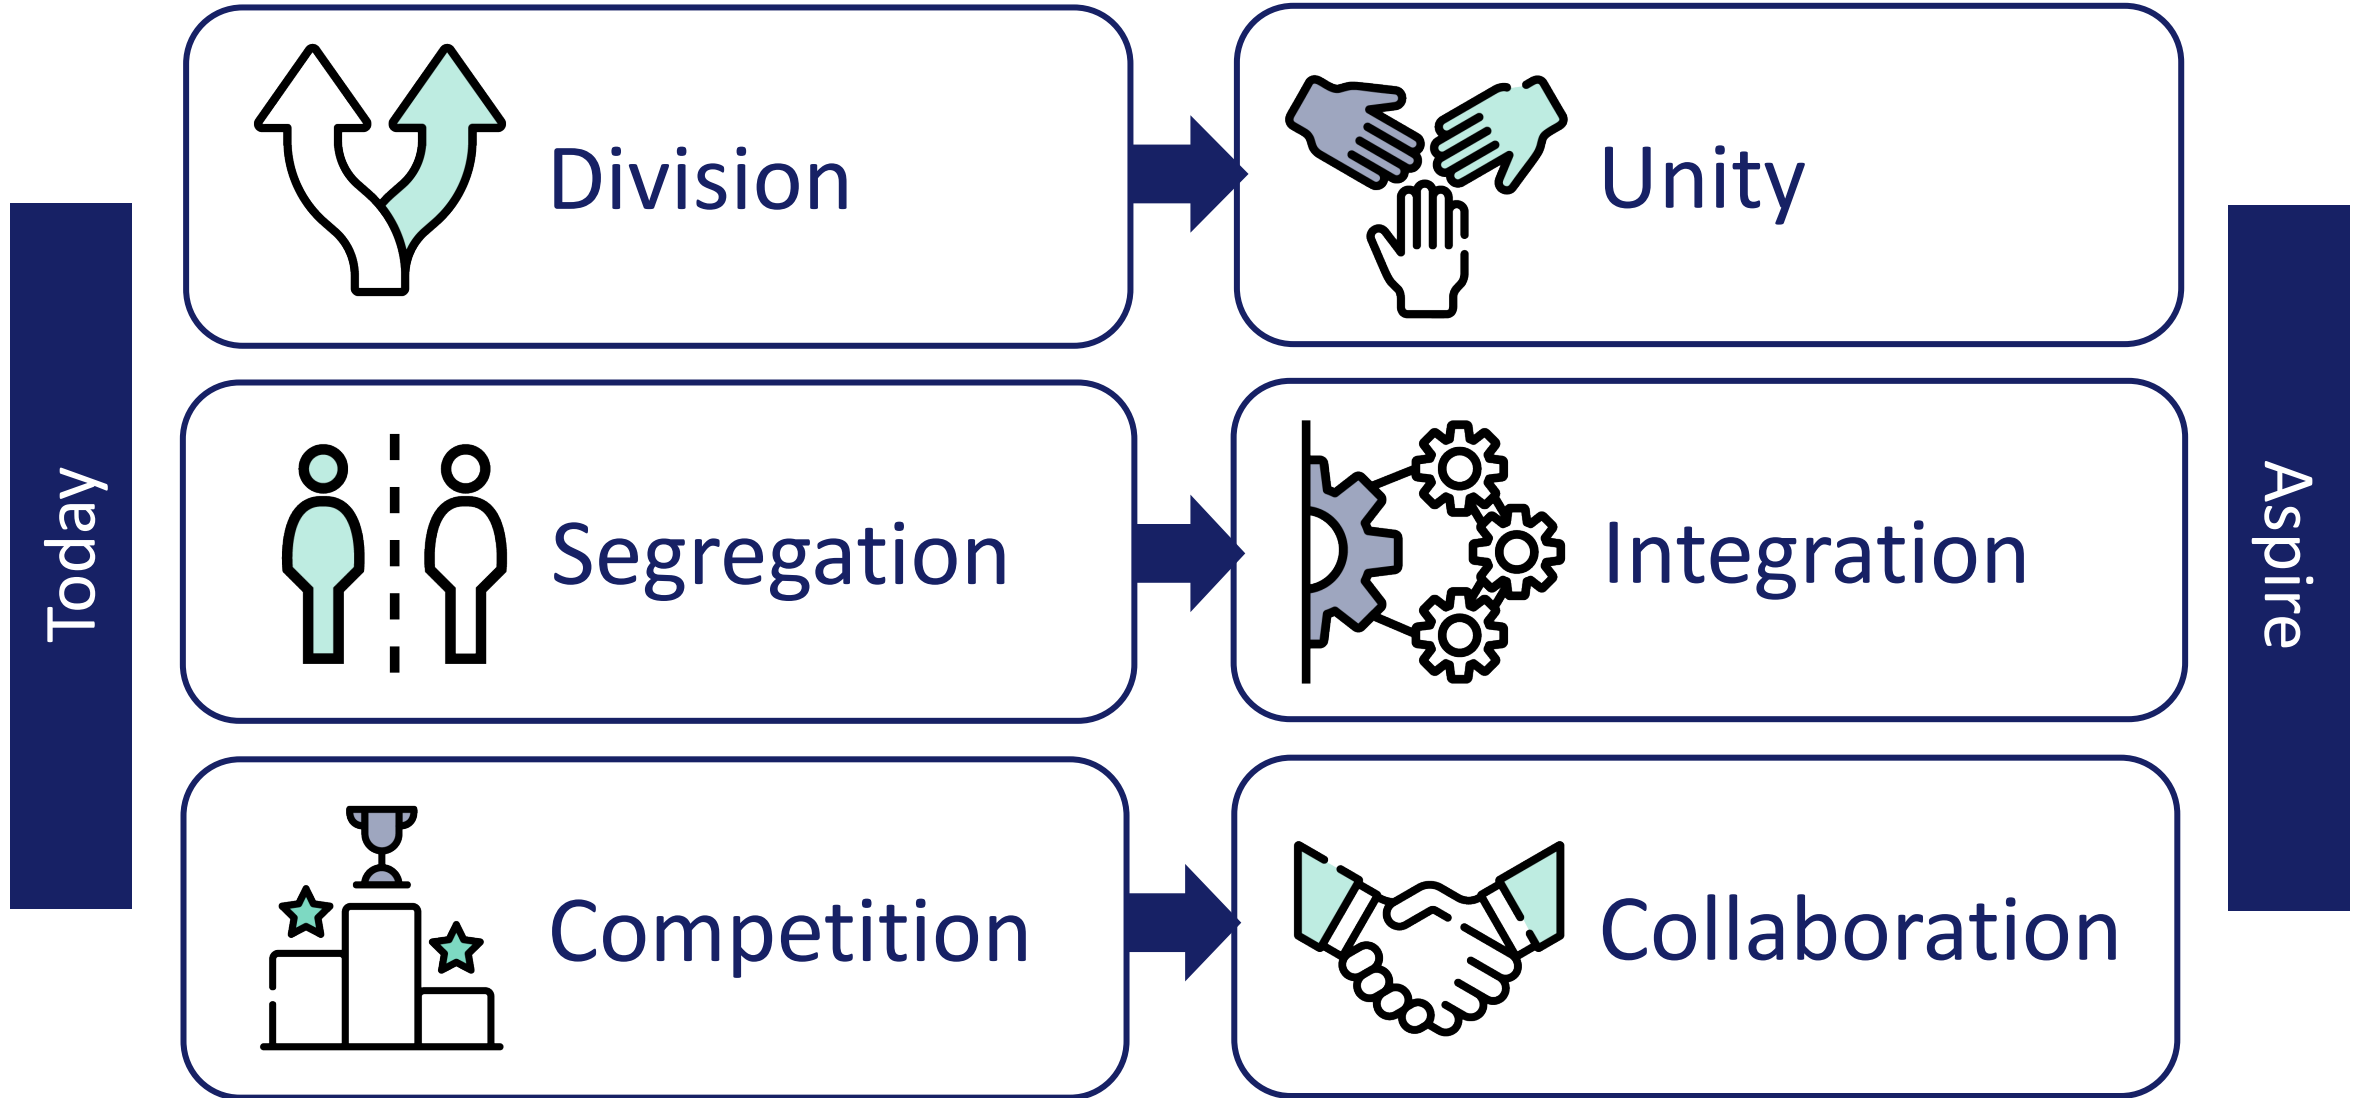 Today
Division
Unity
Segregation
Integration
Competition
Collaboration
Aspire